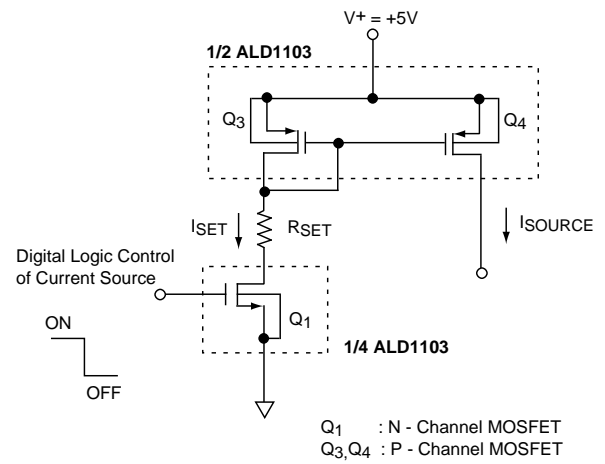 V+ = +5V
1/2 ALD1103
Q3
Q4
ISET
RSET
ISOURCE
Digital Logic Control
of Current Source
ON
OFF
Q1
1/4 ALD1103
Q1 : N - Channel MOSFET
Q3,Q4 : P - Channel MOSFET